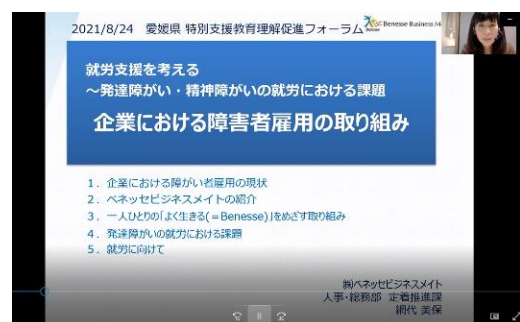 2021/8/24 愛媛県 特別支援教育理解促進フォーラム
Benesse Business M
就労支援を考える
～発達障がい・精神障がいの就労における課題
企業における障害者雇用の取り組み
1．企業における障がい者雇用の現状
2．ベネッセビジネスメイトの紹介
3．一人ひとりの「よく生きる(＝Benesse)」をめざす取り組み
4．発達障がいの就労における課題
5．就労に向けて
㈱ベネッセビジネスメイト
人事・総務部 定着推進課
網代 美保